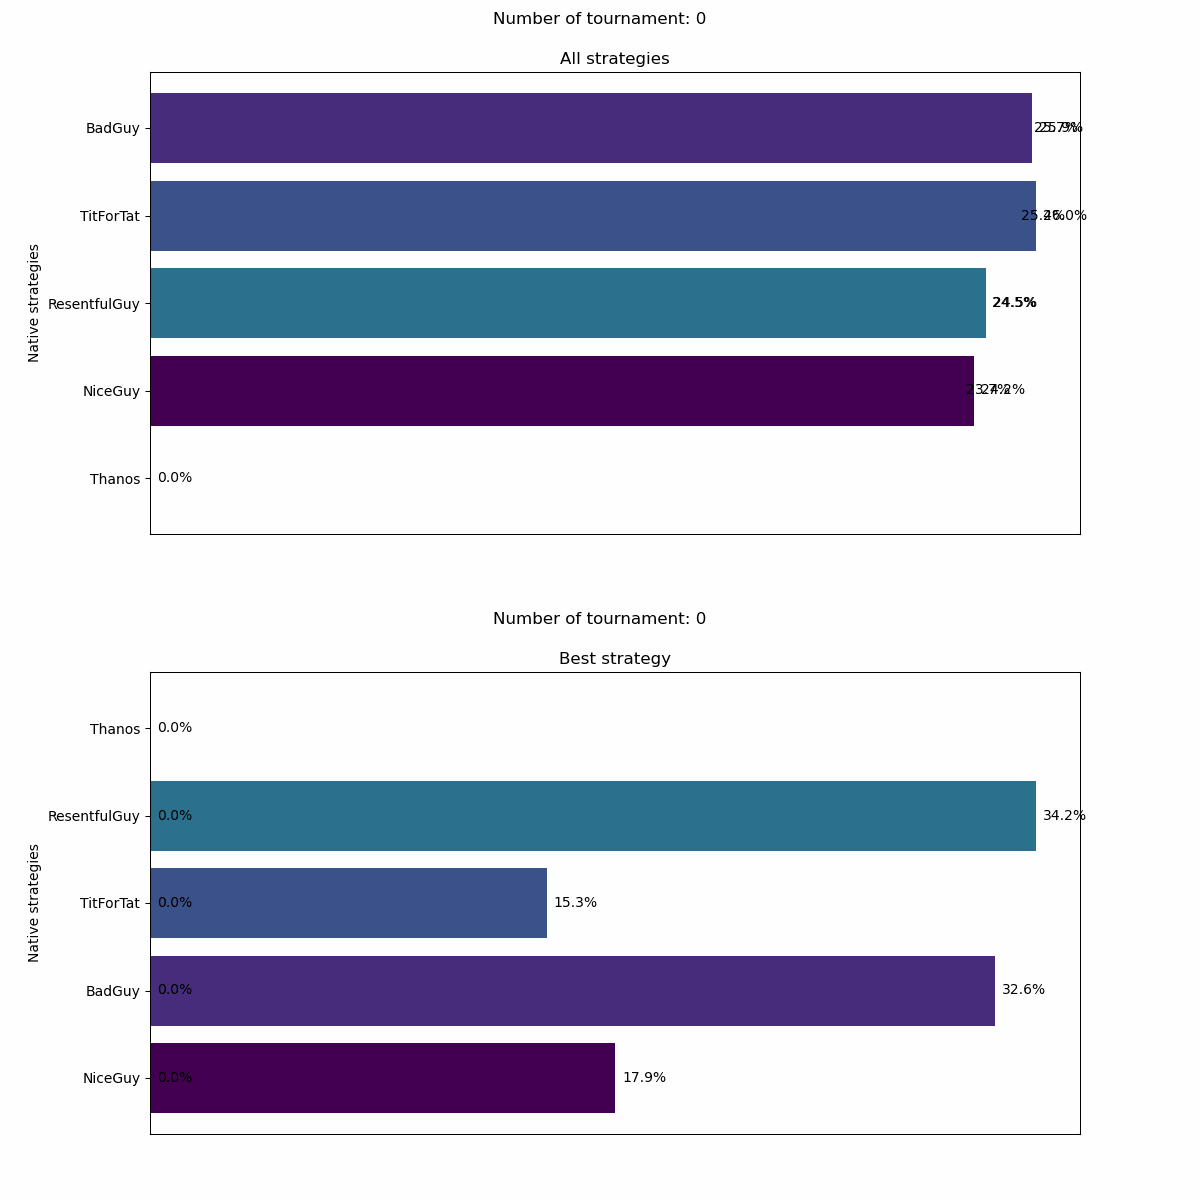 Number of tournament: 0
All strategies
Native strategies
BadGuy
TitForTat
ResentfulGuy 24.5%
NiceGuy
Thanos 0.0%
Number of tournament: 0
Best strategy
Native strategies
Thanos 0.0%
ResentfulGuy 0.0% 34.2%
TitForTat 0.0% 15.3%
BadGuy 0.0% 32.6%
NiceGuy 0.0% 17.9%